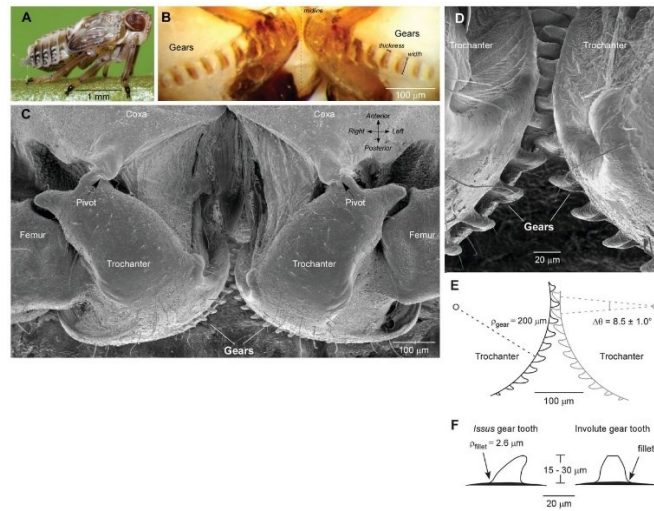 A
1 mm
B
midline
Gears
Gears
thickness
width
100 μm
C
Coxa
Coxa
Anterior
Right
Left
Posterior
Pivot
Pivot
Femur
Femur
Trochanter
Trochanter
Gears
100 μm
D
Trochanter
Trochanter
Gears
20 μm
E
ρgear = 200 μm
Δθ = 8.5 ± 1.0°
Trochanter
Trochanter
100 μm
F
Issus gear tooth
Involute gear tooth
ρfillet = 2.6 μm
fillet
15 - 30 μm
20 μm